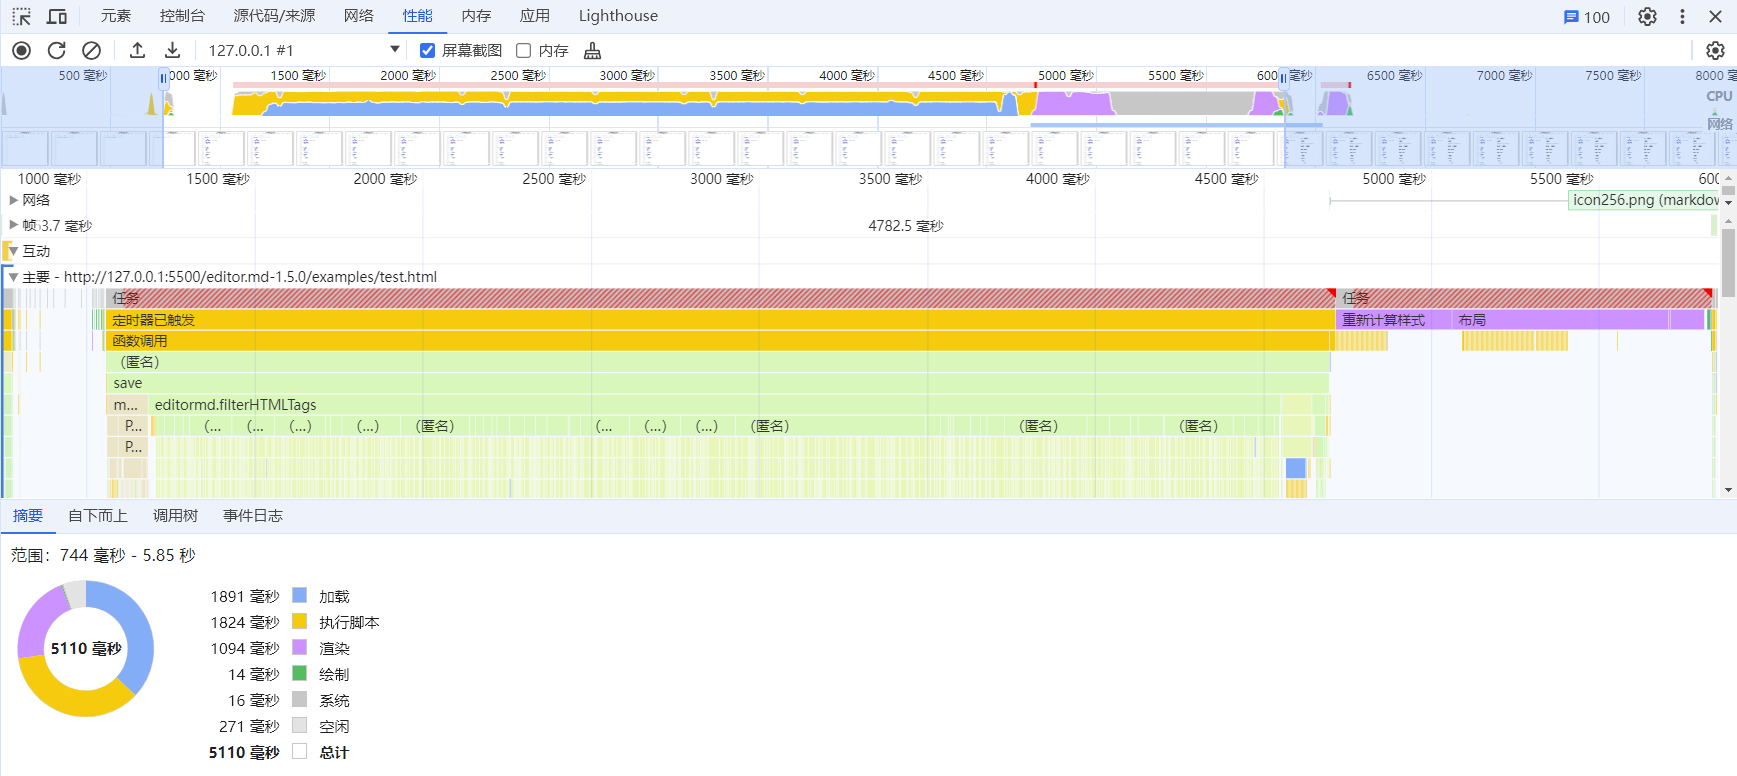 元素 控制台 源代码/来源 网络 性能 内存 应用 Lighthouse 100
127.0.0.1 #1 屏幕截图 内存
500 毫秒 000 毫秒 1500 毫秒 2000 毫秒 2500 毫秒 3000 毫秒 3500 毫秒 4000 毫秒 4500 毫秒 5000 毫秒 5500 毫秒 600 毫秒 6500 毫秒 7000 毫秒 7500 毫秒 8000 毫
CPU
网络
1000 毫秒 1500 毫秒 2000 毫秒 2500 毫秒 3000 毫秒 3500 毫秒 4000 毫秒 4500 毫秒 5000 毫秒 5500 毫秒 600
网络 icon256.png (markdow
帧 53.7 毫秒 4782.5 毫秒
互动
主要 - http://127.0.0.1:5500/editor.md-1.5.0/examples/test.html
任务 任务
定时器已触发 重新计算样式 布局
函数调用
(匿名)
save
m... editormd.filterHTMLTags
P... (... (... (...) (...) (匿名) (... (...) (...) (匿名) (匿名) (匿名)
P...
摘要 自下而上 调用树 事件日志
范围：744 毫秒 - 5.85 秒
5110 毫秒
1891 毫秒 加载
1824 毫秒 执行脚本
1094 毫秒 渲染
14 毫秒 绘制
16 毫秒 系统
271 毫秒 空闲
5110 毫秒 总计